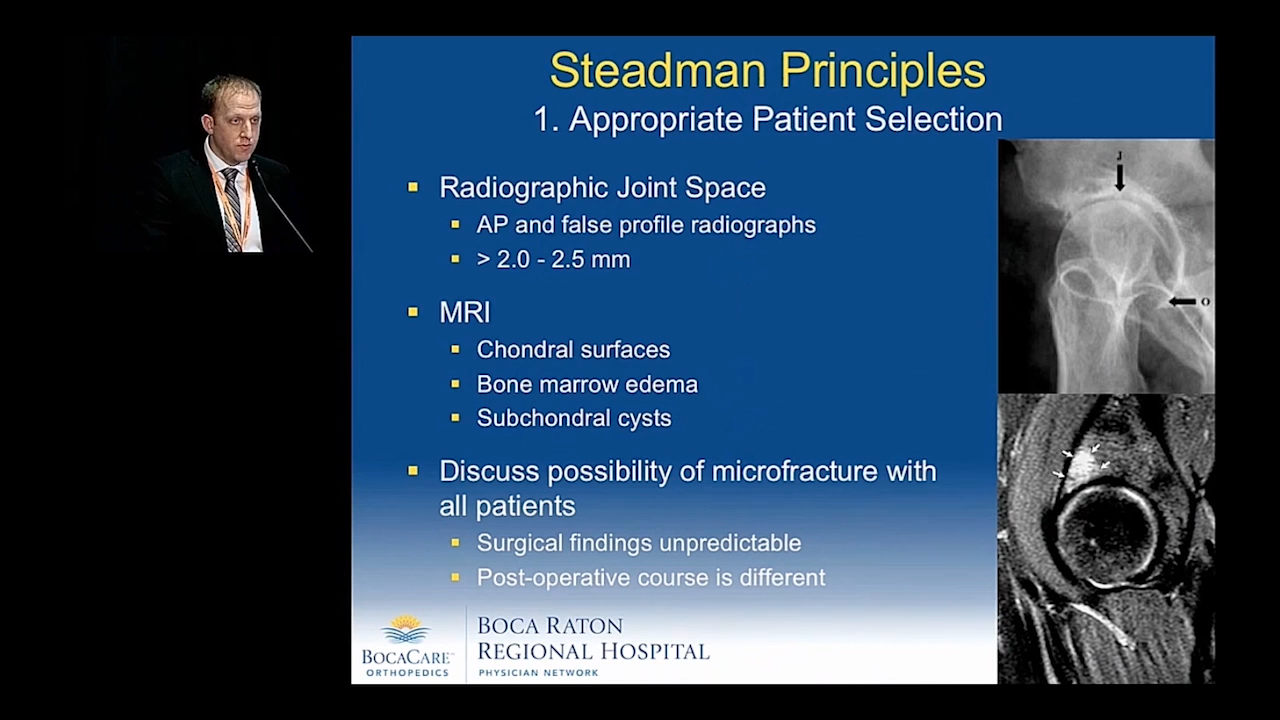 Steadman Principles
1. Appropriate Patient Selection
Radiographic Joint Space
AP and false profile radiographs
> 2.0 - 2.5 mm
MRI
Chondral surfaces
Bone marrow edema
Subchondral cysts
Discuss possibility of microfracture with
all patients
Surgical findings unpredictable
Post-operative course is different
J
O
BOCACARE™
ORTHOPEDICS
BOCA RATON
REGIONAL HOSPITAL
PHYSICIAN NETWORK